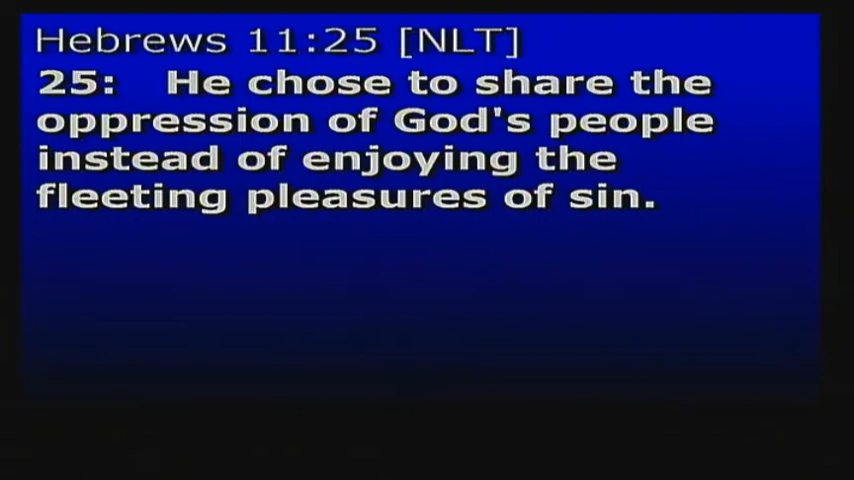 Hebrews 11:25 [NLT]
25: He chose to share the
oppression of God's people
instead of enjoying the
fleeting pleasures of sin.